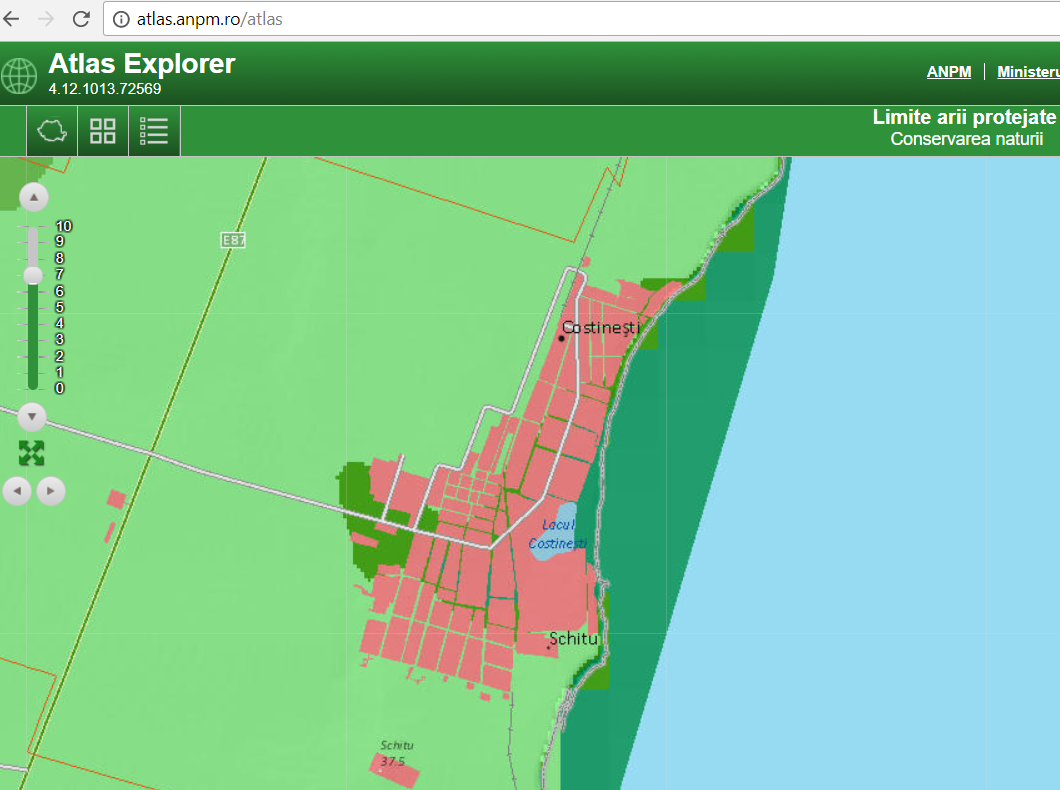 atlas.anpm.ro/atlas
Atlas Explorer
4.12.1013.72569
ANPM
Ministeru
Limite arii protejate
Conservarea naturii
10
9
8
7
6
5
4
3
2
1
0
E87
Costinești
Lacul
Costinești
Schitu
Schitu
37.5